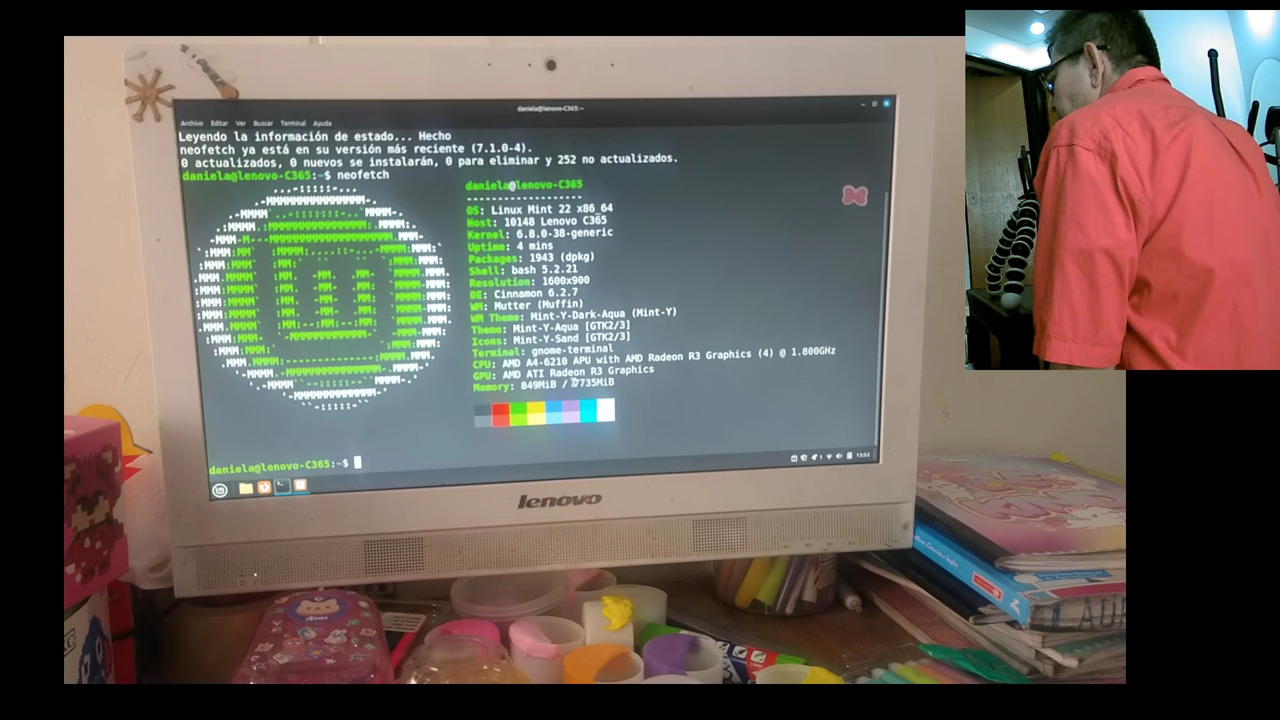 daniela@lenovo-C365:~
Archivo Editar Ver Buscar Terminal Ayuda
Leyendo la información de estado... Hecho
neofetch ya está en su versión más reciente (7.1.0-4).
0 actualizados, 0 nuevos se instalarán, 0 para eliminar y 252 no actualizados.
daniela@lenovo-C365:~$ neofetch
daniela@lenovo-C365
-------------------
OS: Linux Mint 22 x86_64
Host: 10148 Lenovo C365
Kernel: 6.8.0-38-generic
Uptime: 4 mins
Packages: 1943 (dpkg)
Shell: bash 5.2.21
Resolution: 1600x900
DE: Cinnamon 6.2.7
WM: Mutter (Muffin)
WM Theme: Mint-Y-Dark-Aqua (Mint-Y)
Theme: Mint-Y-Aqua [GTK2/3]
Icons: Mint-Y-Sand [GTK2/3]
Terminal: gnome-terminal
CPU: AMD A4-6210 APU with AMD Radeon R3 Graphics (4) @ 1.800GHz
GPU: AMD ATI Radeon R3 Graphics
Memory: 849MiB / 7735MiB
daniela@lenovo-C365:~$
13:52
lenovo